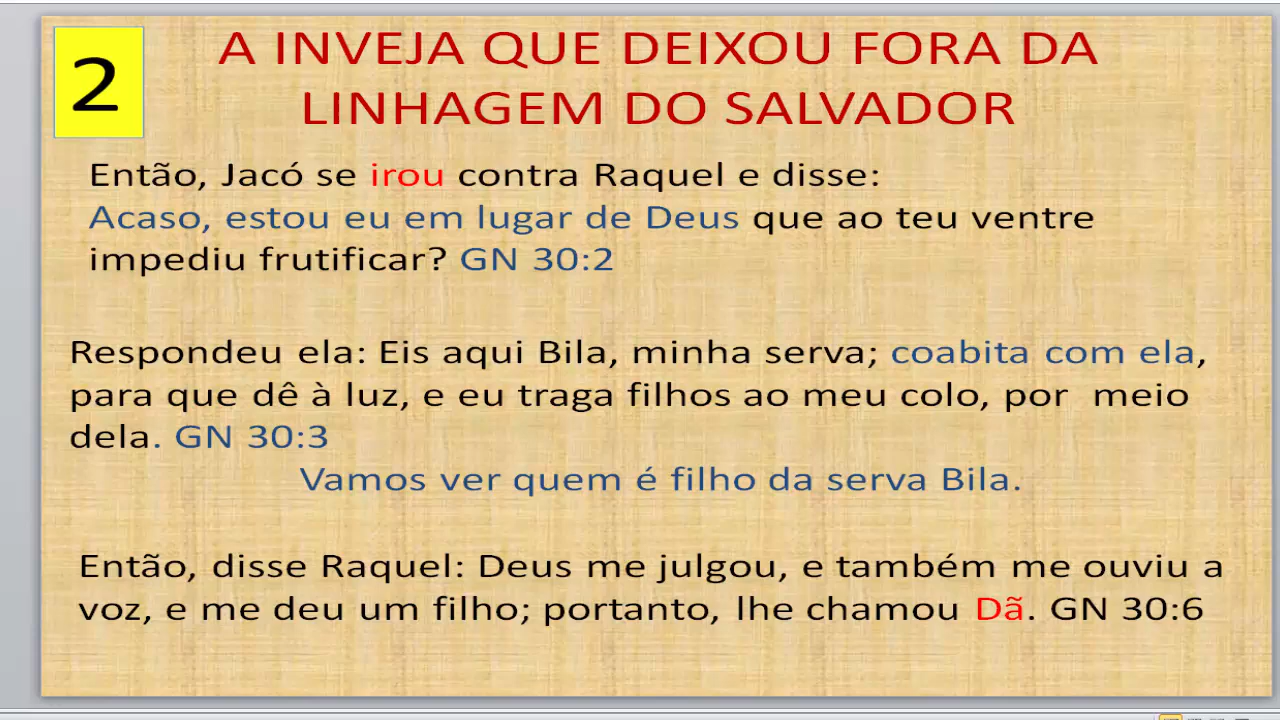 2
A INVEJA QUE DEIXOU FORA DA
LINHAGEM DO SALVADOR
Então, Jacó se irou contra Raquel e disse:
Acaso, estou eu em lugar de Deus que ao teu ventre
impediu frutificar? GN 30:2
Respondeu ela: Eis aqui Bila, minha serva; coabita com ela,
para que dê à luz, e eu traga filhos ao meu colo, por meio
dela. GN 30:3
Vamos ver quem é filho da serva Bila.
Então, disse Raquel: Deus me julgou, e também me ouviu a
voz, e me deu um filho; portanto, lhe chamou Dã. GN 30:6